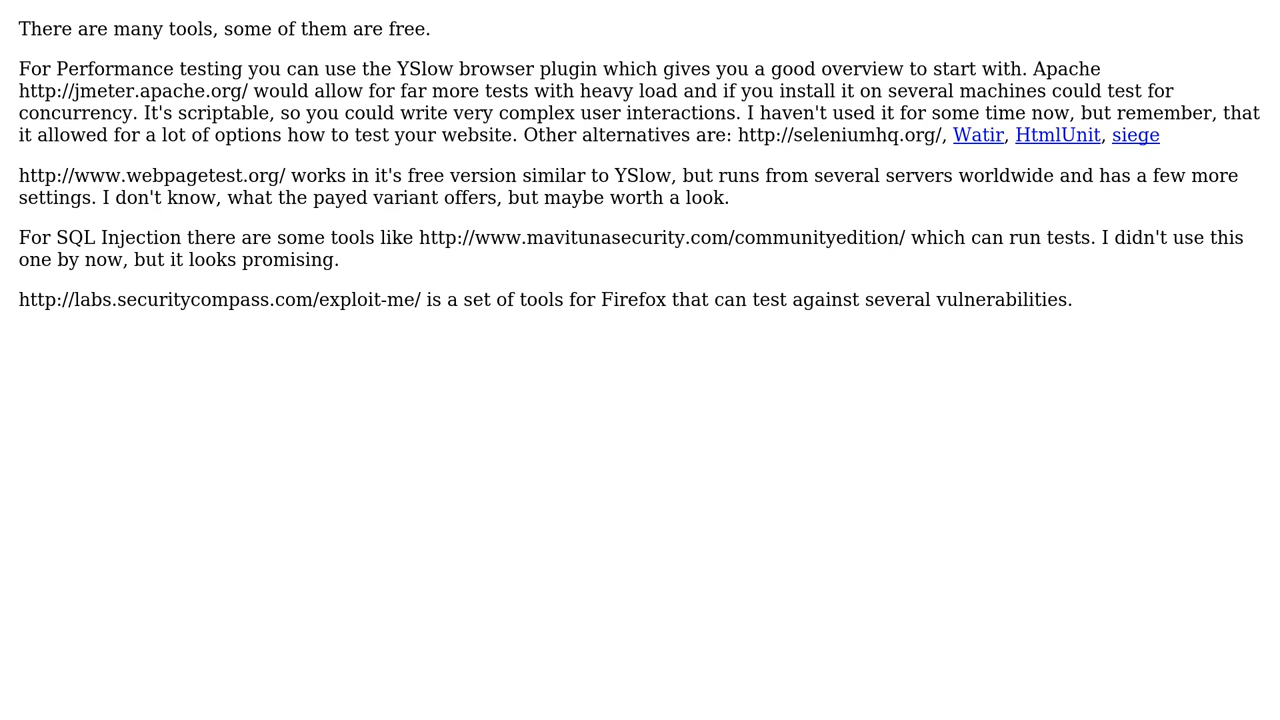 There are many tools, some of them are free.
For Performance testing you can use the YSlow browser plugin which gives you a good overview to start with. Apache
http://jmeter.apache.org/ would allow for far more tests with heavy load and if you install it on several machines could test for
concurrency. It's scriptable, so you could write very complex user interactions. I haven't used it for some time now, but remember, that
it allowed for a lot of options how to test your website. Other alternatives are: http://seleniumhq.org/, Watir, HtmlUnit, siege
http://www.webpagetest.org/ works in it's free version similar to YSlow, but runs from several servers worldwide and has a few more
settings. I don't know, what the payed variant offers, but maybe worth a look.
For SQL Injection there are some tools like http://www.mavitunasecurity.com/communityedition/ which can run tests. I didn't use this
one by now, but it looks promising.
http://labs.securitycompass.com/exploit-me/ is a set of tools for Firefox that can test against several vulnerabilities.